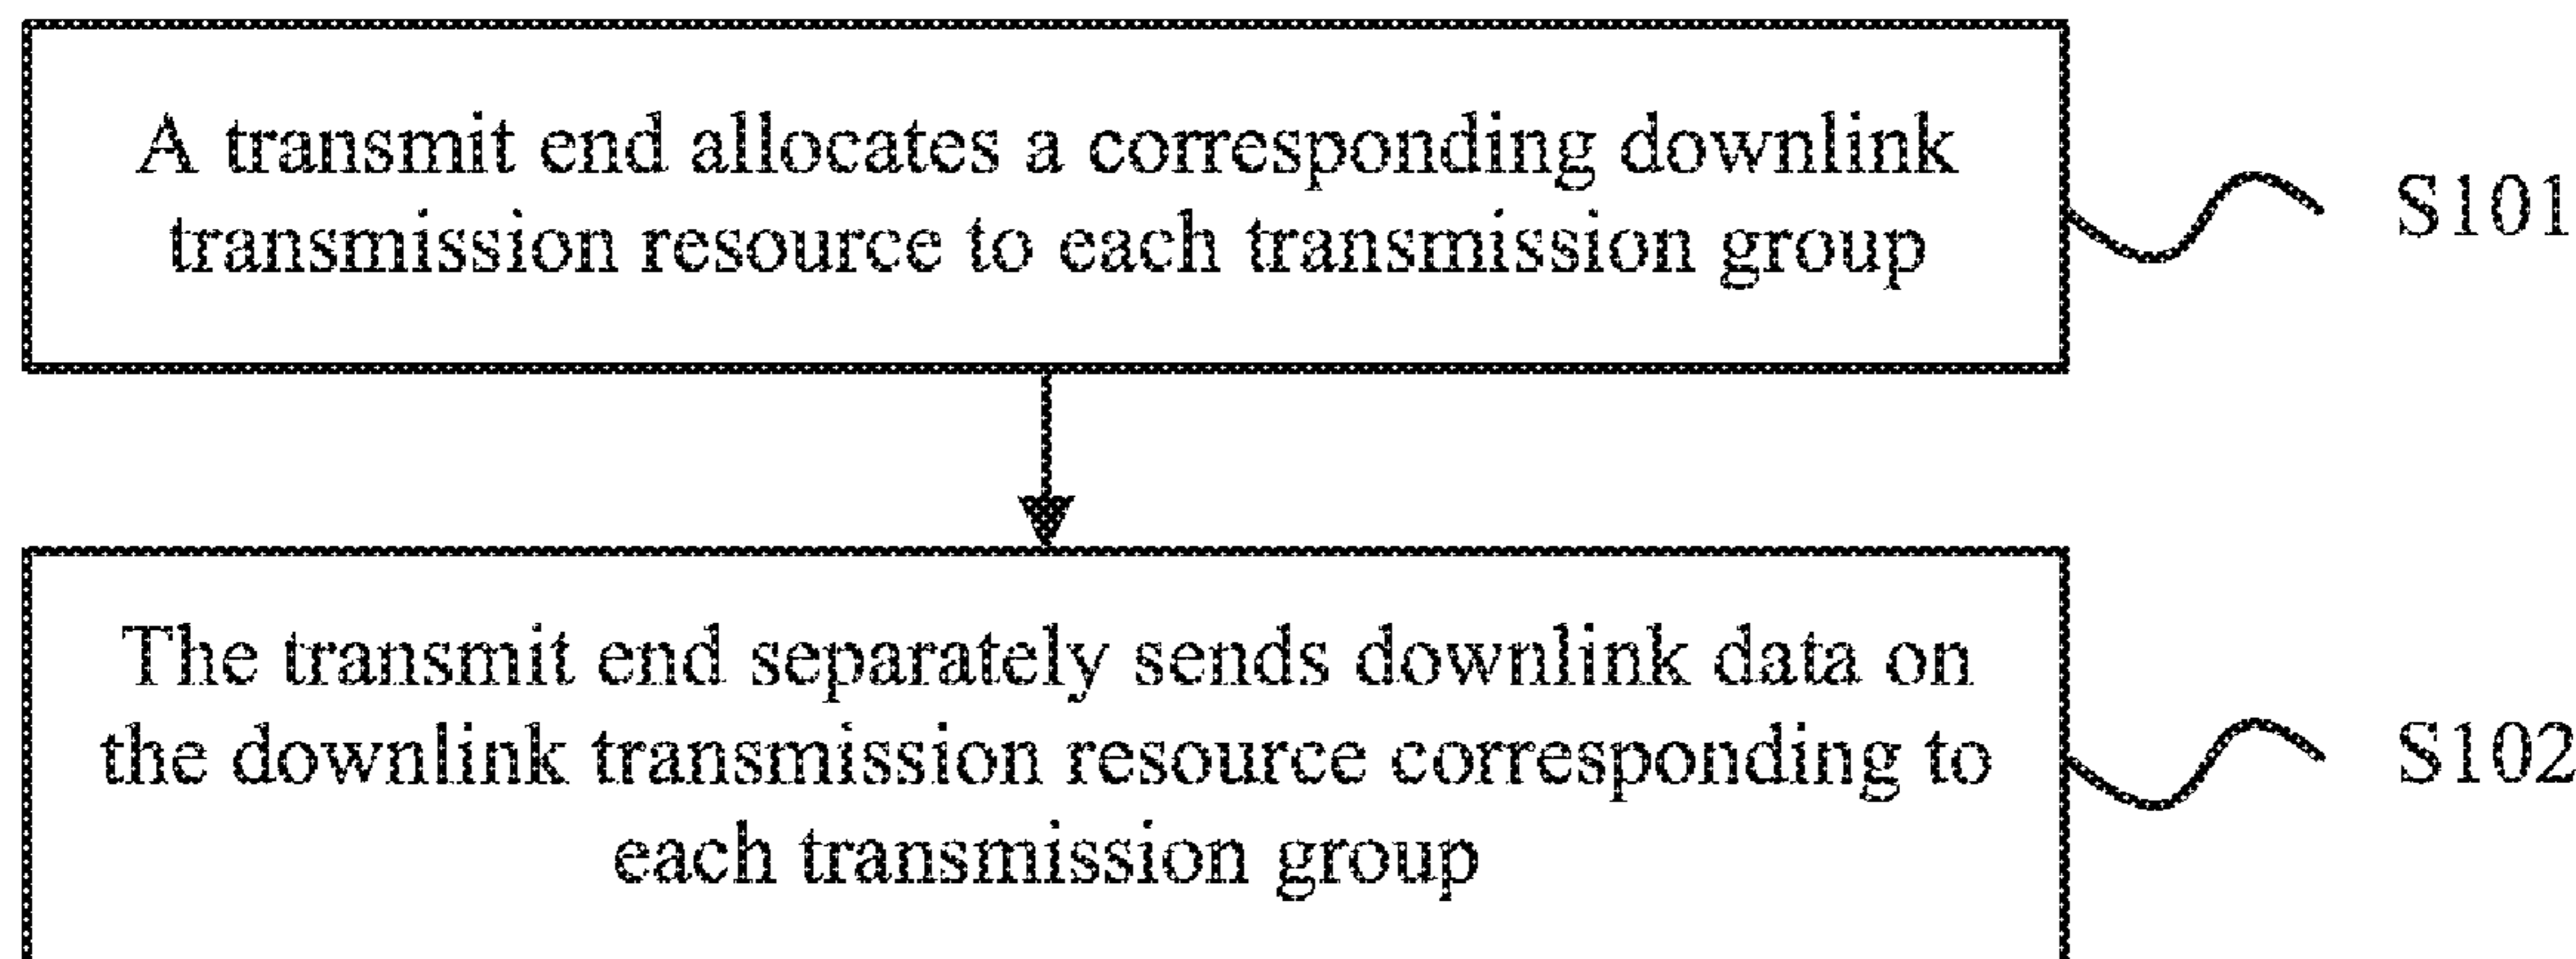 A transmit end allocates a corresponding downlink
transmission resource to each transmission group
S101
The transmit end separately sends downlink data on
the downlink transmission resource corresponding to
each transmission group
S102